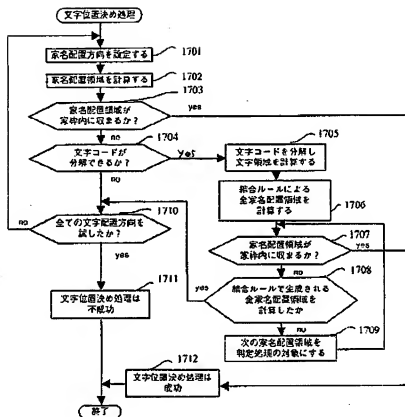 文字位置決め処理
家名配置方向を設定する
1701
家名配置領域を計算する
1702
1703
家名配置領域が
家枠内に収まるか?
yes
no
1704
文字コードが
分解できるか?
yes
no
1705
文字コードを分解し
文字領域を計算する
結合ルールによる
全家名配置領域を
計算する
1706
1710
全ての文字配置方向を
試したか?
no
yes
1707
家名配置領域が
家枠内に収まるか?
yes
no
1708
結合ルールで生成される
全家名配置領域を
計算したか
yes
no
1709
次の家名配置領域を
判定処理の対象にする
1711
文字位置決め処理は
不成功
1712
文字位置決め処理は
成功
終了